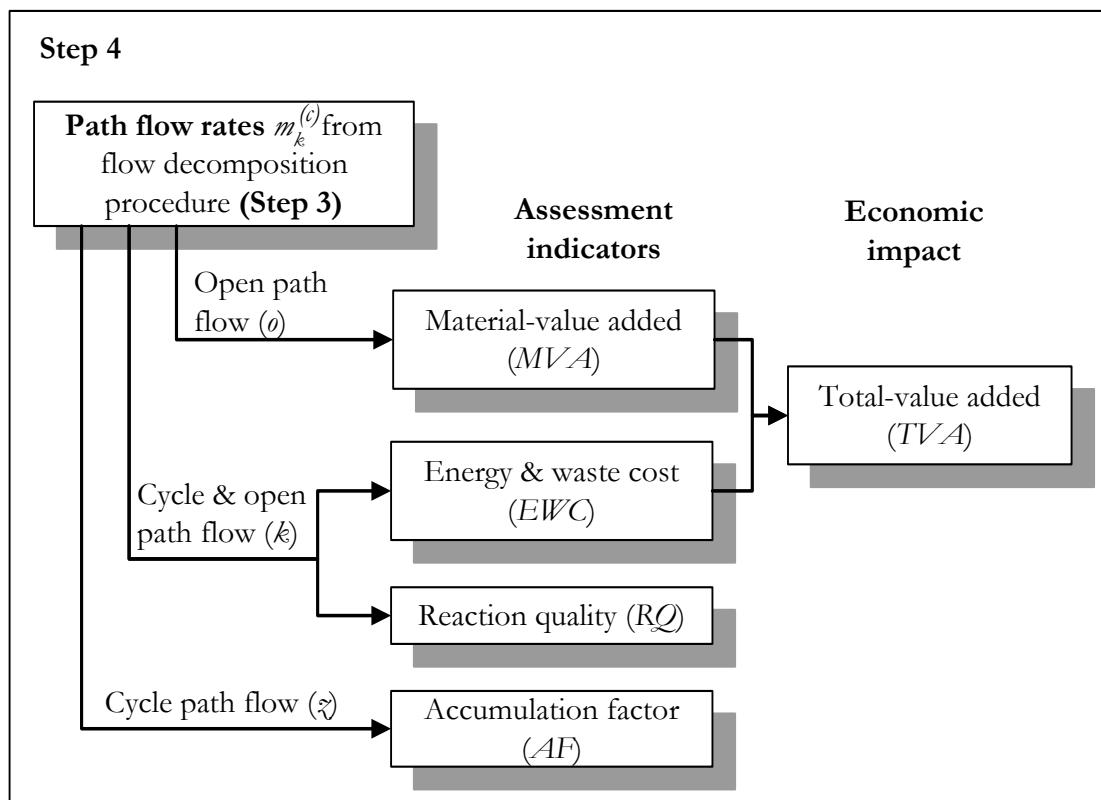 Step 4
Path flow rates m_k^(c) from
flow decomposition
procedure (Step 3)
Assessment
indicators
Economic
impact
Open path
flow (o)
Material-value added
(MVA)
Total-value added
(TVA)
Cycle & open
path flow (k)
Energy & waste cost
(EWC)
Reaction quality (RQ)
Cycle path flow (z)
Accumulation factor
(AF)